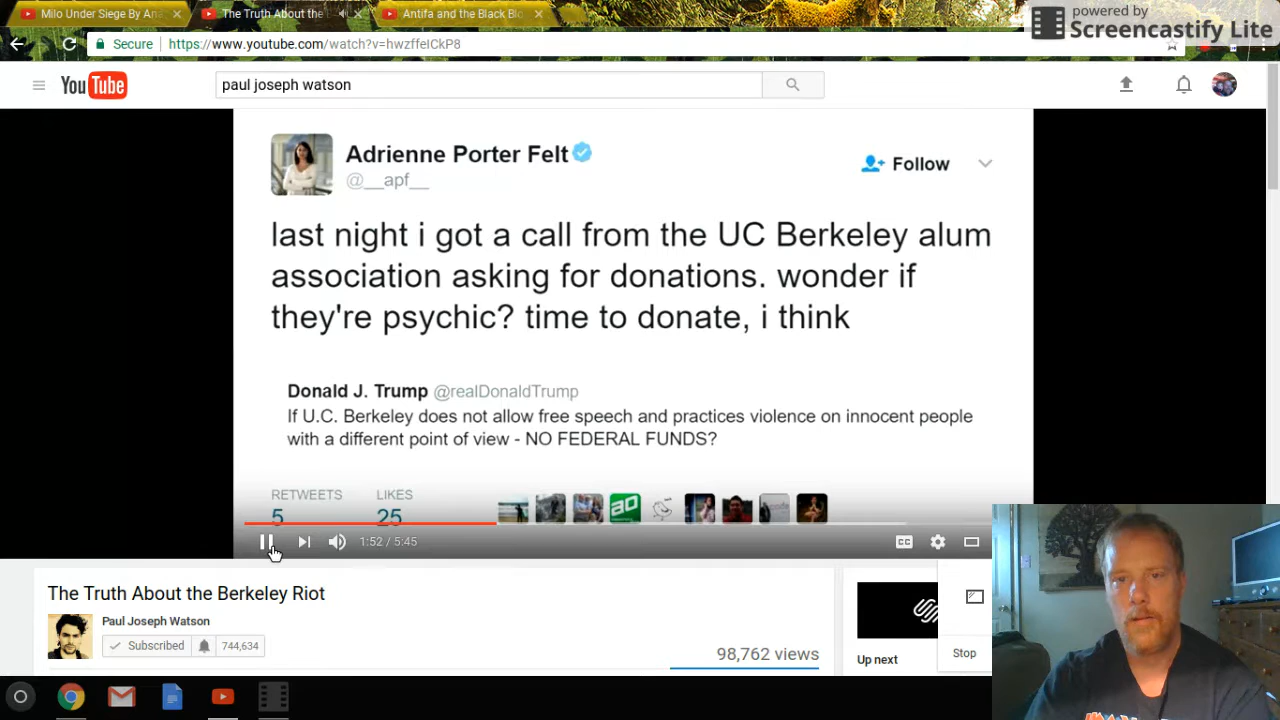 Milo Under Siege By Ana
The Truth About the
Antifa and the Black Blo
powered by
Screencastify Lite
Secure
https://www.youtube.com/watch?v=hwzffeICkP8
YouTube
paul joseph watson
Adrienne Porter Felt
@__apf__
Follow
last night i got a call from the UC Berkeley alum
association asking for donations. wonder if
they're psychic? time to donate, i think
Donald J. Trump @realDonaldTrump
If U.C. Berkeley does not allow free speech and practices violence on innocent people
with a different point of view - NO FEDERAL FUNDS?
RETWEETS LIKES
5 25
ao
1:52 / 5:45
CC
The Truth About the Berkeley Riot
Paul Joseph Watson
Subscribed 744,634
98,762 views
Up next
Stop